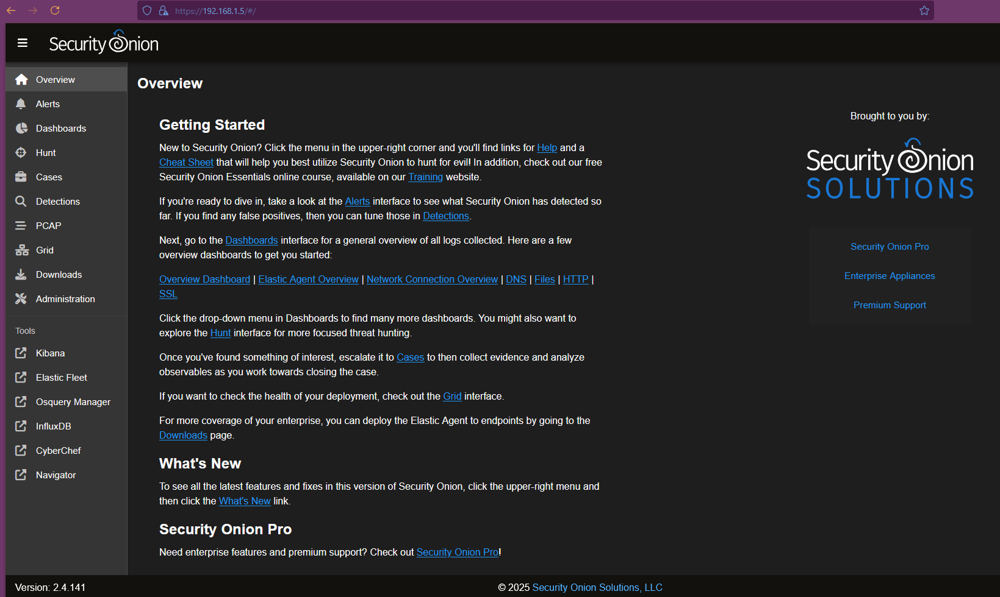 https://192.168.1.5/#/
Security Onion
Overview
Alerts
Dashboards
Hunt
Cases
Detections
PCAP
Grid
Downloads
Administration
Tools
Kibana
Elastic Fleet
Osquery Manager
InfluxDB
CyberChef
Navigator
Overview
Getting Started
New to Security Onion? Click the menu in the upper-right corner and you'll find links for Help and a
Cheat Sheet that will help you best utilize Security Onion to hunt for evil! In addition, check out our free
Security Onion Essentials online course, available on our Training website.
If you're ready to dive in, take a look at the Alerts interface to see what Security Onion has detected so
far. If you find any false positives, then you can tune those in Detections.
Next, go to the Dashboards interface for a general overview of all logs collected. Here are a few
overview dashboards to get you started:
Overview Dashboard | Elastic Agent Overview | Network Connection Overview | DNS | Files | HTTP |
SSL
Click the drop-down menu in Dashboards to find many more dashboards. You might also want to
explore the Hunt interface for more focused threat hunting.
Once you've found something of interest, escalate it to Cases to then collect evidence and analyze
observables as you work towards closing the case.
If you want to check the health of your deployment, check out the Grid interface.
For more coverage of your enterprise, you can deploy the Elastic Agent to endpoints by going to the
Downloads page.
What's New
To see all the latest features and fixes in this version of Security Onion, click the upper-right menu and
then click the What's New link.
Security Onion Pro
Need enterprise features and premium support? Check out Security Onion Pro!
Brought to you by:
Security Onion
SOLUTIONS
Security Onion Pro
Enterprise Appliances
Premium Support
Version: 2.4.141
© 2025 Security Onion Solutions, LLC